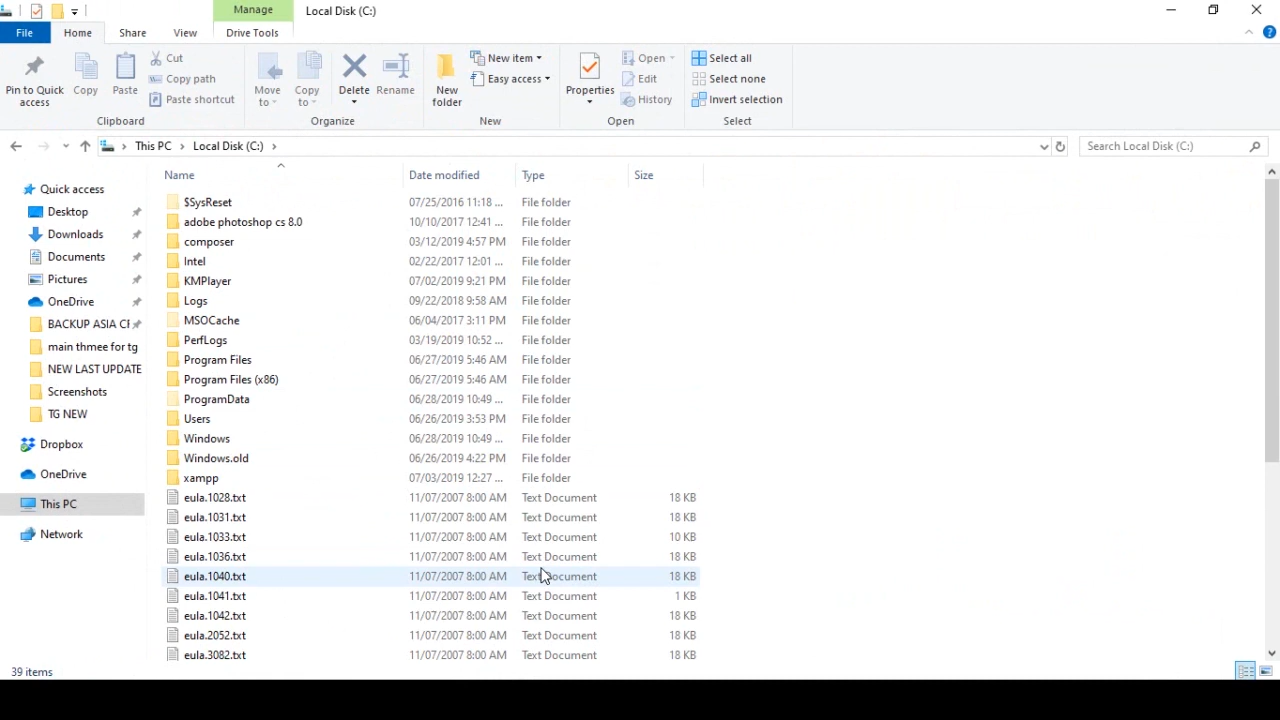 Manage
Local Disk (C:)
File
Home
Share
View
Drive Tools
Pin to Quick access
Copy
Paste
Cut
Copy path
Paste shortcut
Clipboard
Move to
Copy to
Delete
Rename
Organize
New folder
New item
Easy access
New
Properties
Open
Edit
History
Open
Select all
Select none
Invert selection
Select
This PC > Local Disk (C:) >
Search Local Disk (C:)
Quick access
Desktop
Downloads
Documents
Pictures
OneDrive
BACKUP ASIA CF
main thmee for tg
NEW LAST UPDATE
Screenshots
TG NEW
Dropbox
OneDrive
This PC
Network
Name Date modified Type Size
$SysReset 07/25/2016 11:18 ... File folder
adobe photoshop cs 8.0 10/10/2017 12:41 ... File folder
composer 03/12/2019 4:57 PM File folder
Intel 02/22/2017 12:01 ... File folder
KMPlayer 07/02/2019 9:21 PM File folder
Logs 09/22/2018 9:58 AM File folder
MSOCache 06/04/2017 3:11 PM File folder
PerfLogs 03/19/2019 10:52 ... File folder
Program Files 06/27/2019 5:46 AM File folder
Program Files (x86) 06/27/2019 5:46 AM File folder
ProgramData 06/28/2019 10:49 ... File folder
Users 06/26/2019 3:53 PM File folder
Windows 06/28/2019 10:49 ... File folder
Windows.old 06/26/2019 4:22 PM File folder
xampp 07/03/2019 12:27 ... File folder
eula.1028.txt 11/07/2007 8:00 AM Text Document 18 KB
eula.1031.txt 11/07/2007 8:00 AM Text Document 18 KB
eula.1033.txt 11/07/2007 8:00 AM Text Document 10 KB
eula.1036.txt 11/07/2007 8:00 AM Text Document 18 KB
eula.1040.txt 11/07/2007 8:00 AM Text Document 18 KB
eula.1041.txt 11/07/2007 8:00 AM Text Document 1 KB
eula.1042.txt 11/07/2007 8:00 AM Text Document 18 KB
eula.2052.txt 11/07/2007 8:00 AM Text Document 18 KB
eula.3082.txt 11/07/2007 8:00 AM Text Document 18 KB
39 items